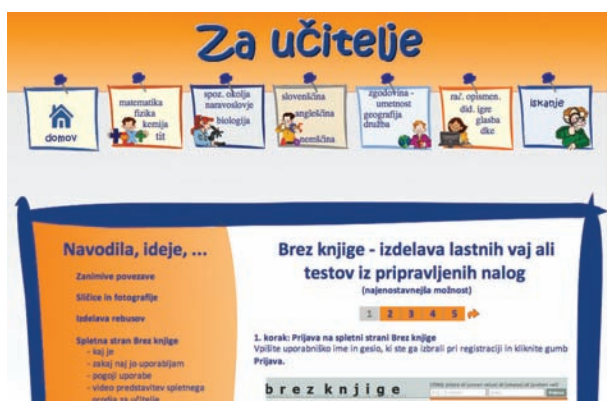 Za učitelje
domov
matematika
fizika
kemija
tit
spoz. okolja
naravoslovje
biologija
slovenščina
angleščina
nemščina
zgodovina -
umetnost
geografija
družba
rač. opismen.
did. igre
glasba
dke
iskanje
Navodila, ideje, ...
Zanimive povezave
Sličice in fotografije
Izdelava rebusov
Spletna stran Brez knjige
- kaj je
- zakaj naj jo uporabljam
- pogoji uporabe
- video predstavitev spletnega
orodja za učitelje
Brez knjige - izdelava lastnih vaj ali
testov iz pripravljenih nalog
(najenostavnejša možnost)
1 2 3 4 5
1. korak: Prijava na spletni strani Brez knjige
Vpišite uporabniško ime in geslo, ki ste ga izbrali pri registraciji in kliknite gumb
Prijava.
brez knjige